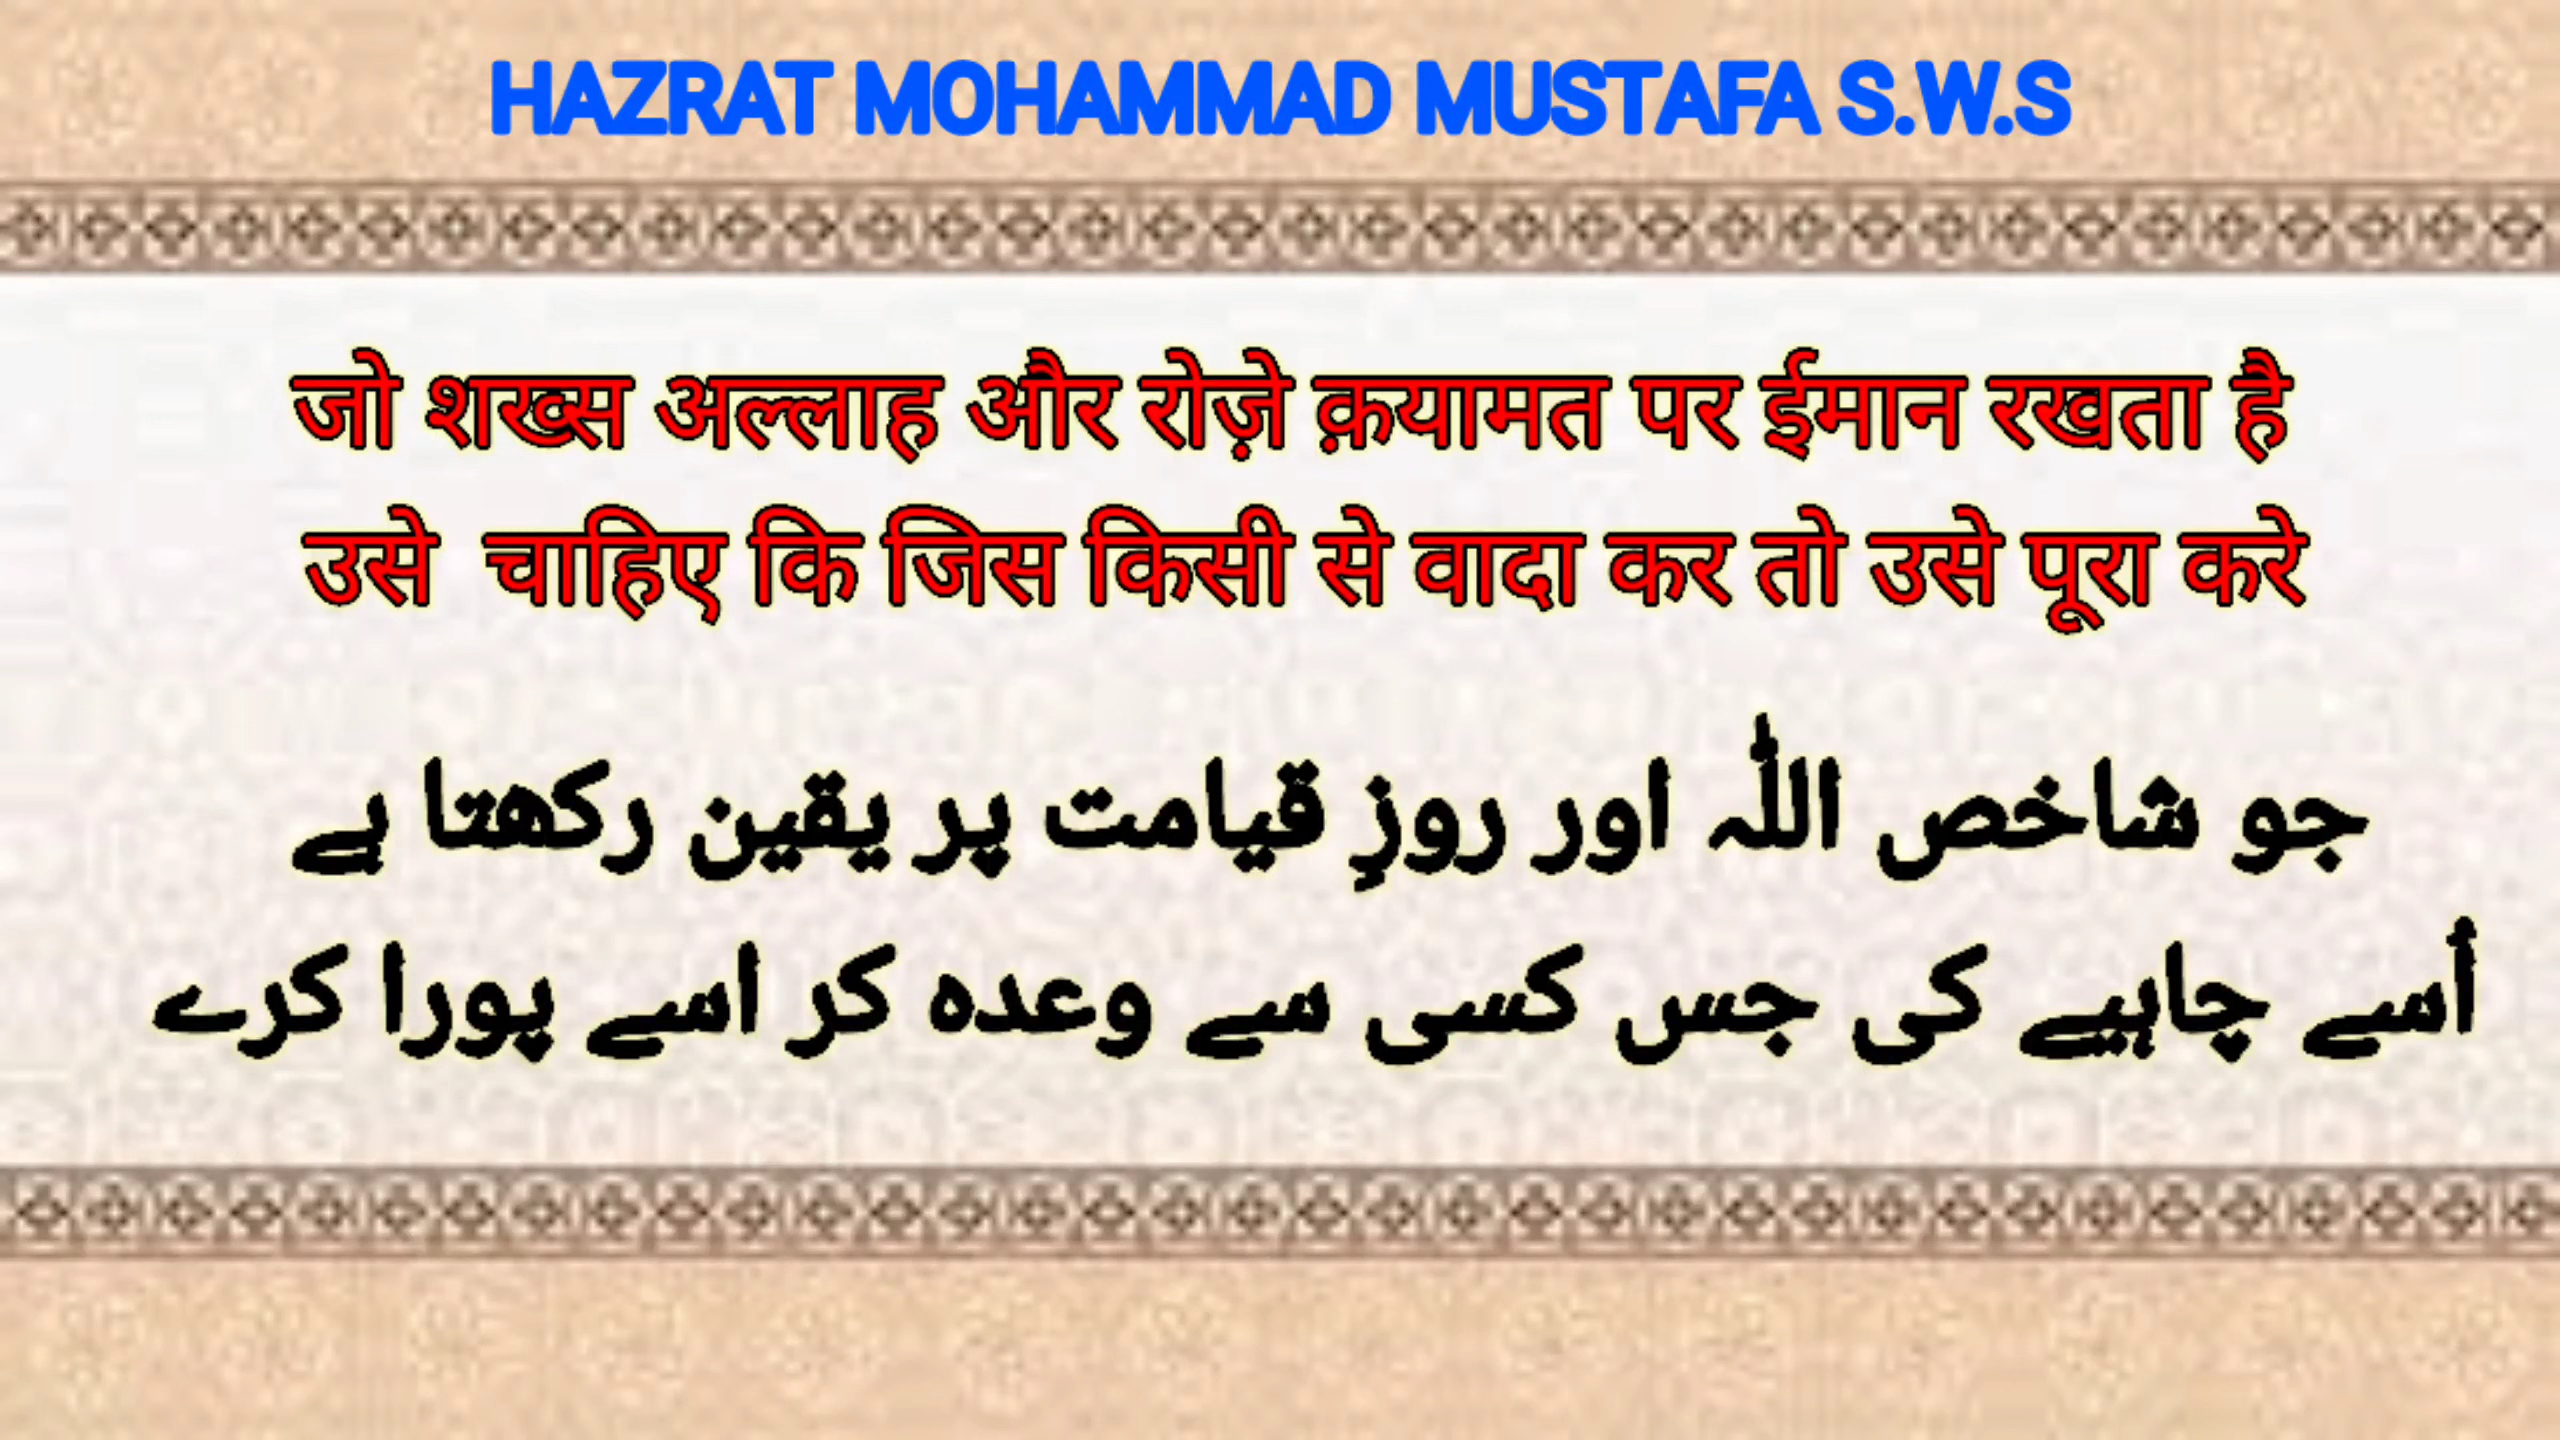 HAZRAT MOHAMMAD MUSTAFA S.W.S
जो शख्स अल्लाह और रोज़े क़यामत पर ईमान रखता है
उसे चाहिए कि जिस किसी से वादा कर तो उसे पूरा करे
جو شاخص اللّٰہ اور روزِ قیامت پر یقین رکھتا ہے
اُسے چاہیے کی جس کسی سے وعدہ کر اسے پورا کرے